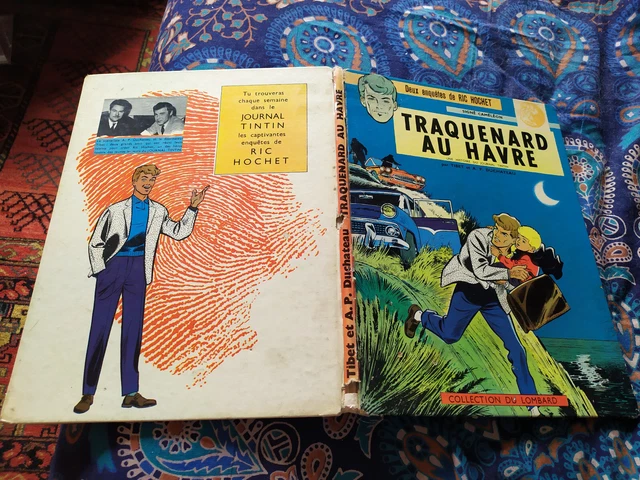 Tu trouveras
chaque semaine
dans le
JOURNAL
TINTIN
les captivantes
enquêtes de
RIC
HOCHET
Tibet et A.P. Duchateau TRAQUENARD AU HAVRE
Deux enquêtes de RIC HOCHET
TRAQUENARD
AU HAVRE
COLLECTION DU LOMBARD